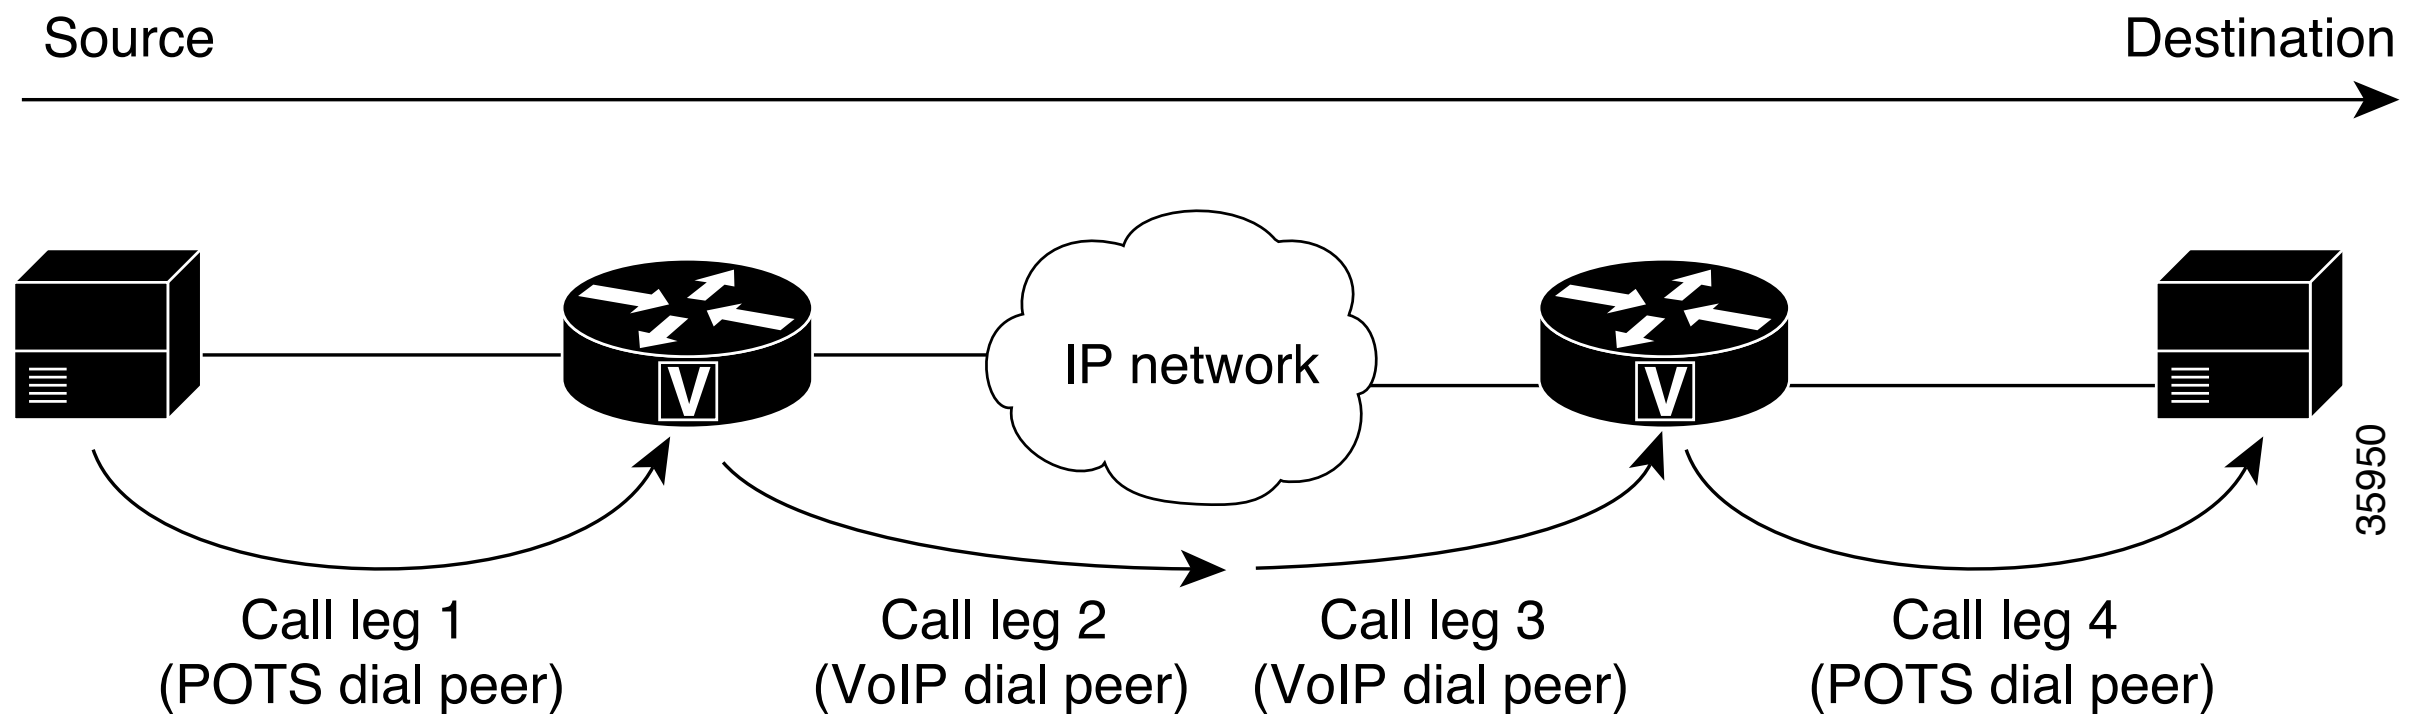 Source
Destination
IP network
V
V
35950
Call leg 1
(POTS dial peer)
Call leg 2
(VoIP dial peer)
Call leg 3
(VoIP dial peer)
Call leg 4
(POTS dial peer)